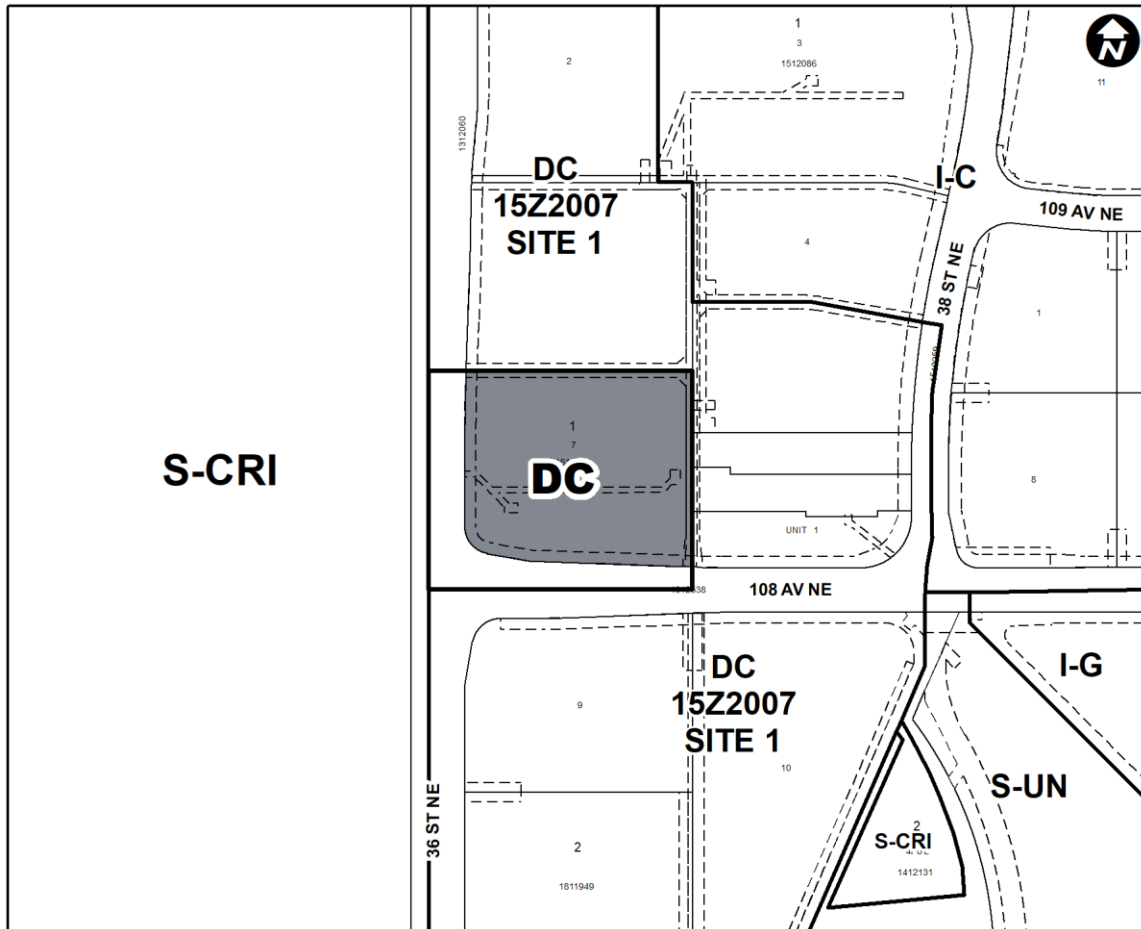 N
1
3
1512086
2
11
1312060
DC
15Z2007
SITE 1
I-C
109 AV NE
4
38 ST NE
1
1
7
DC
S-CRI
8
UNIT 1
108 AV NE
DC
15Z2007
SITE 1
I-G
9
10
S-UN
36 ST NE
2
S-CRI
2
1412131
1811949